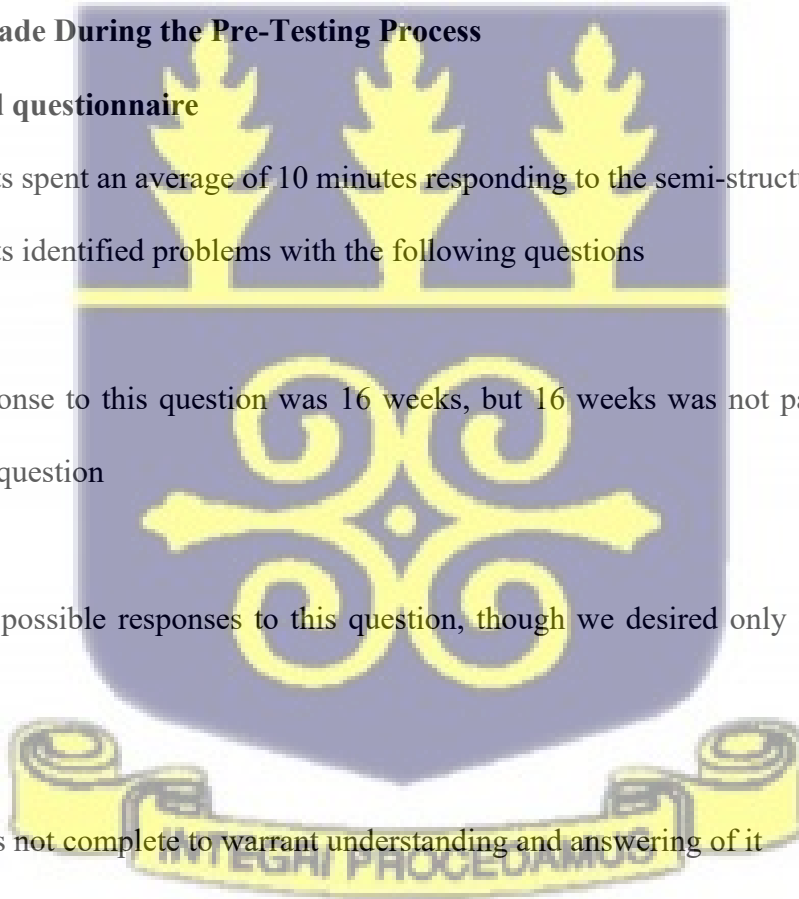 ade During the Pre-Testing Process
questionnaire
s spent an average of 10 minutes responding to the semi-struct
s identified problems with the following questions
onse to this question was 16 weeks, but 16 weeks was not pa
question
possible responses to this question, though we desired only
s not complete to warrant understanding and answering of it
INTEGRI PROCEDAMUS